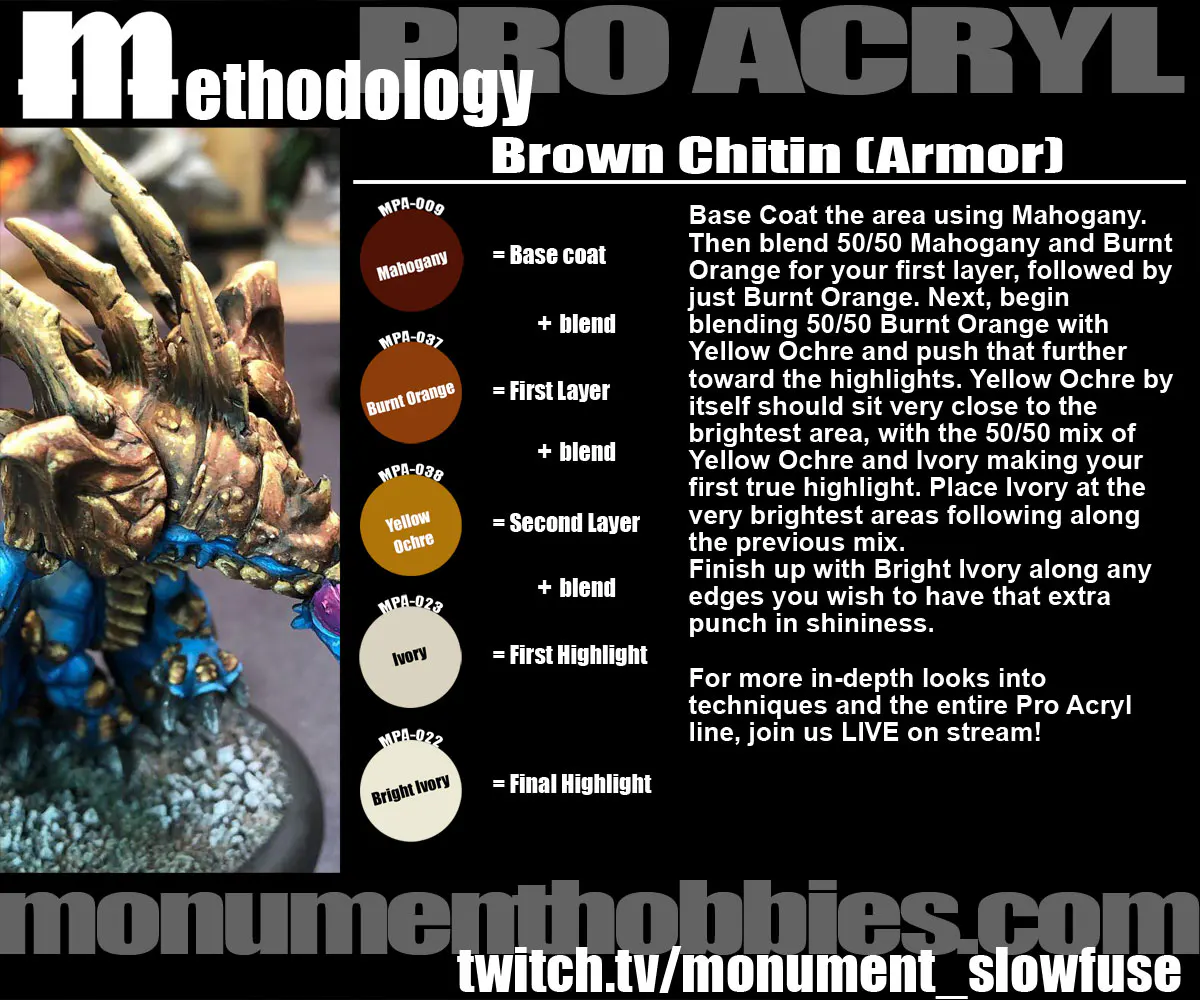 PRO ACRYL
Methodology
Brown Chitin (Armor)
MPA-009
Mahogany
= Base coat
+ blend
MPA-037
Burnt Orange
= First Layer
+ blend
MPA-038
Yellow
Ochre
= Second Layer
+ blend
MPA-023
Ivory
= First Highlight
MPA-022
Bright Ivory
= Final Highlight
Base Coat the area using Mahogany.
Then blend 50/50 Mahogany and Burnt
Orange for your first layer, followed by
just Burnt Orange. Next, begin
blending 50/50 Burnt Orange with
Yellow Ochre and push that further
toward the highlights. Yellow Ochre by
itself should sit very close to the
brightest area, with the 50/50 mix of
Yellow Ochre and Ivory making your
first true highlight. Place Ivory at the
very brightest areas following along
the previous mix.
Finish up with Bright Ivory along any
edges you wish to have that extra
punch in shininess.
For more in-depth looks into
techniques and the entire Pro Acryl
line, join us LIVE on stream!
monumenthobbies.com
twitch.tv/monument_slowfuse